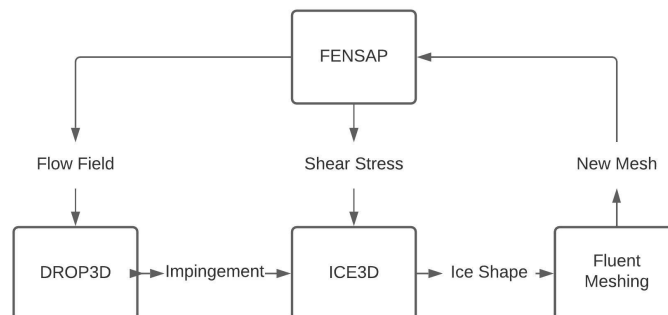 FENSAP
Flow Field
Shear Stress
New Mesh
DROP3D
Impingement
ICE3D
Ice Shape
Fluent
Meshing